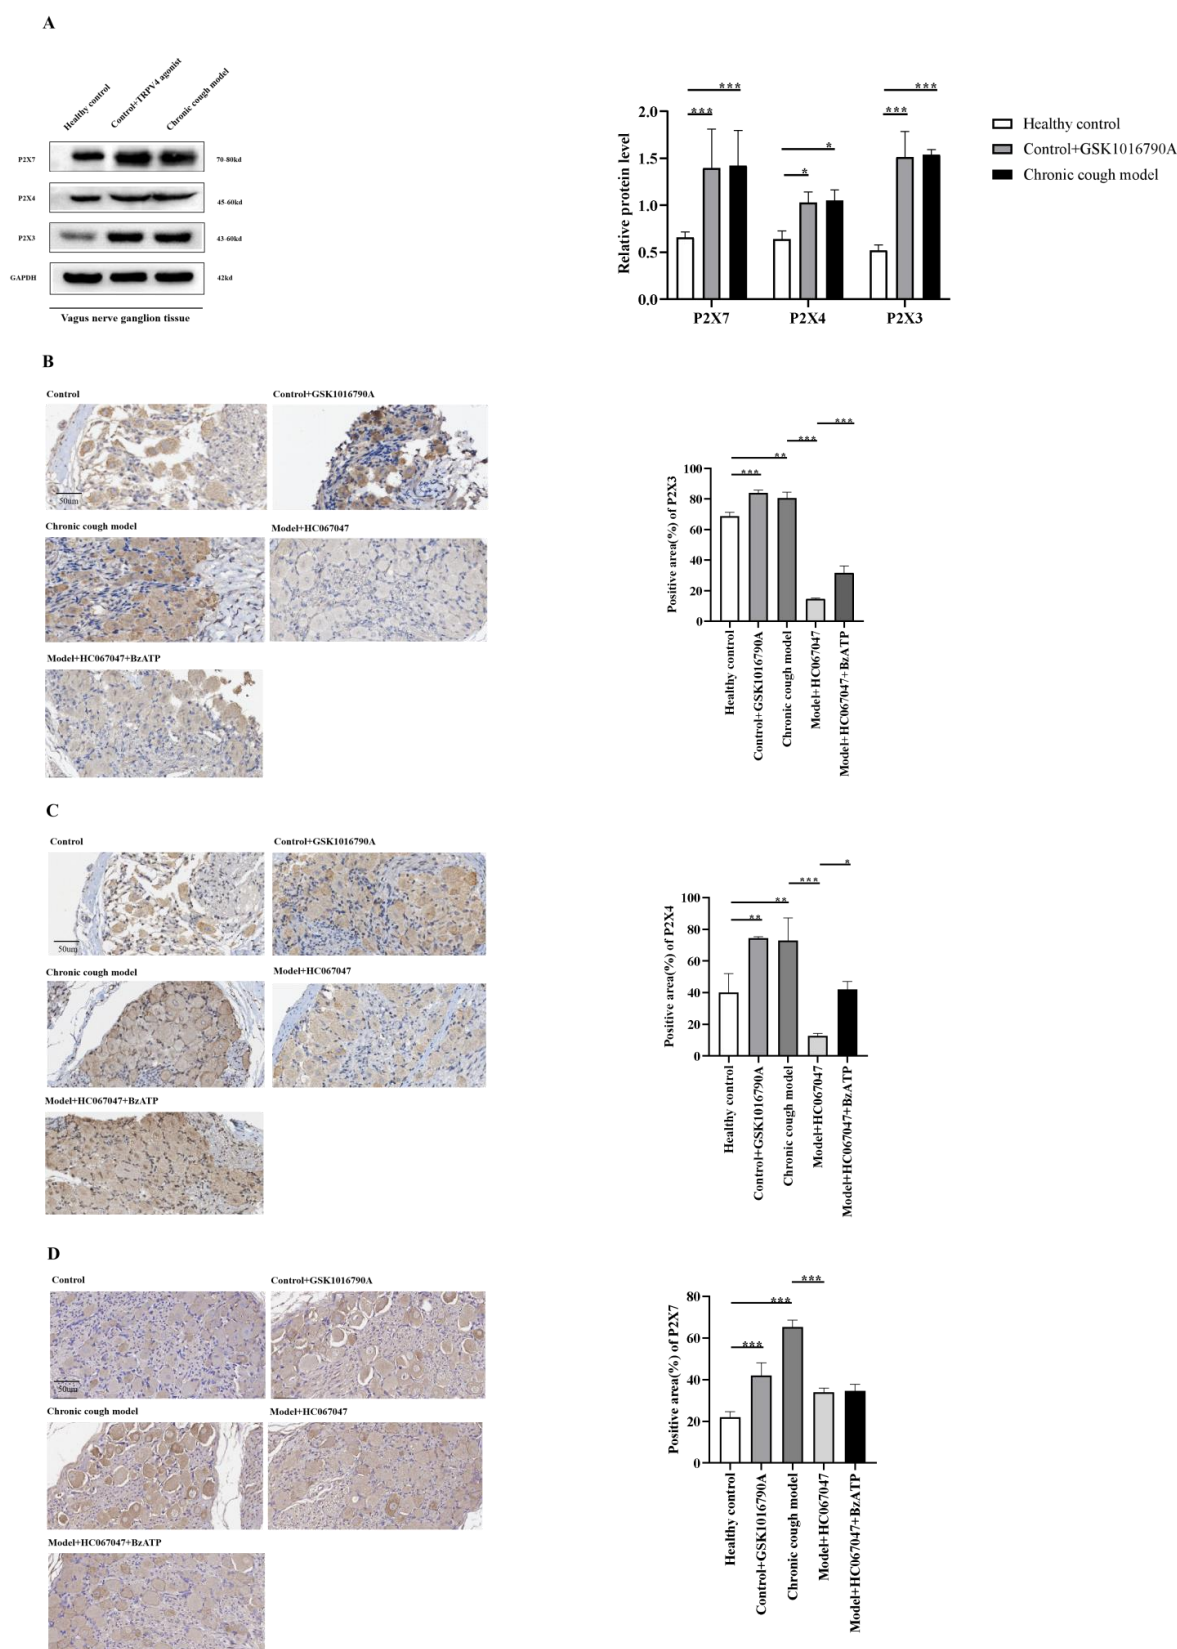 A
Healthy control
Control+TRPV4 agonist
Chronic cough model
P2X7
70-80kd
P2X4
45-60kd
P2X3
43-60kd
GAPDH
42kd
Vagus nerve ganglion tissue
Relative protein level
2.0
1.5
1.0
0.5
0.0
***
***
*
*
***
***
P2X7
P2X4
P2X3
Healthy control
Control+GSK1016790A
Chronic cough model
B
Control
Control+GSK1016790A
50um
Chronic cough model
Model+HC067047
Model+HC067047+BzATP
Positive area(%) of P2X3
100
80
60
40
20
0
***
***
**
***
Healthy control
Control+GSK1016790A
Chronic cough model
Model+HC067047
Model+HC067047+BzATP
C
Control
Control+GSK1016790A
50um
Chronic cough model
Model+HC067047
Model+HC067047+BzATP
Positive area(%) of P2X4
100
80
60
40
20
0
*
***
**
**
Healthy control
Control+GSK1016790A
Chronic cough model
Model+HC067047
Model+HC067047+BzATP
D
Control
Control+GSK1016790A
50um
Chronic cough model
Model+HC067047
Model+HC067047+BzATP
Positive area(%) of P2X7
80
60
40
20
0
***
***
***
Healthy control
Control+GSK1016790A
Chronic cough model
Model+HC067047
Model+HC067047+BzATP